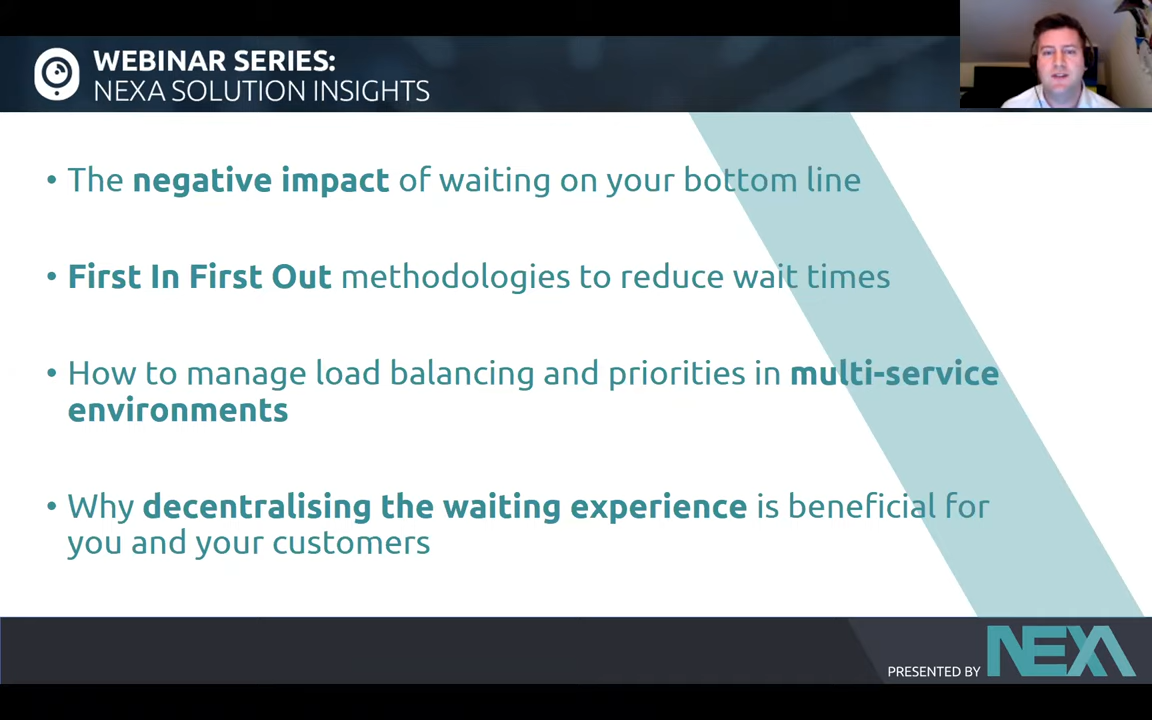 WEBINAR SERIES:
NEXA SOLUTION INSIGHTS
• The negative impact of waiting on your bottom line
• First In First Out methodologies to reduce wait times
• How to manage load balancing and priorities in multi-service
environments
• Why decentralising the waiting experience is beneficial for
you and your customers
PRESENTED BY NEXA